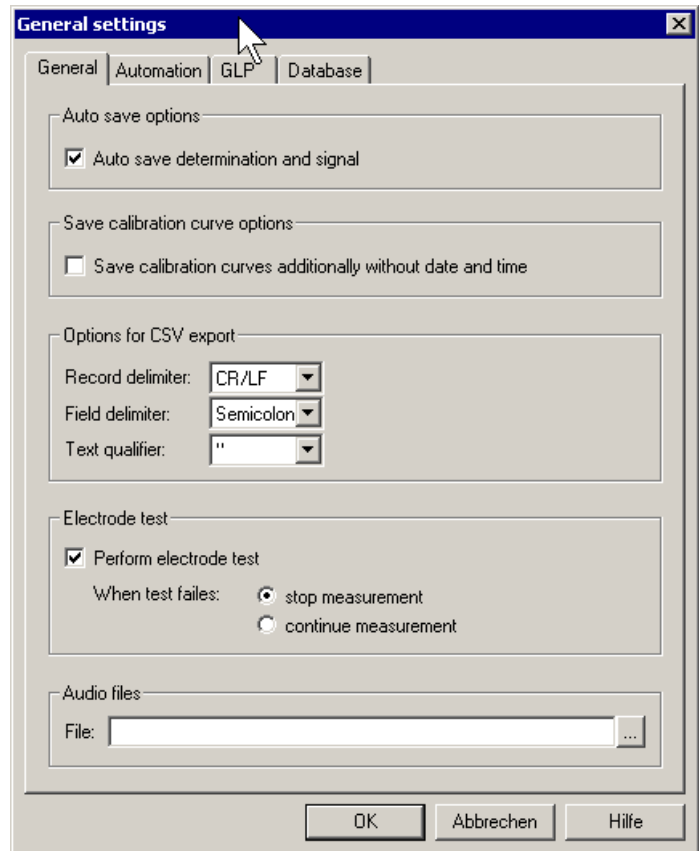 General settings
General Automation GLP Database
Auto save options
Auto save determination and signal
Save calibration curve options
Save calibration curves additionally without date and time
Options for CSV export
Record delimiter: CR/LF
Field delimiter: Semicolon
Text qualifier: "
Electrode test
Perform electrode test
When test failes: stop measurement
continue measurement
Audio files
File: ...
OK Abbrechen Hilfe